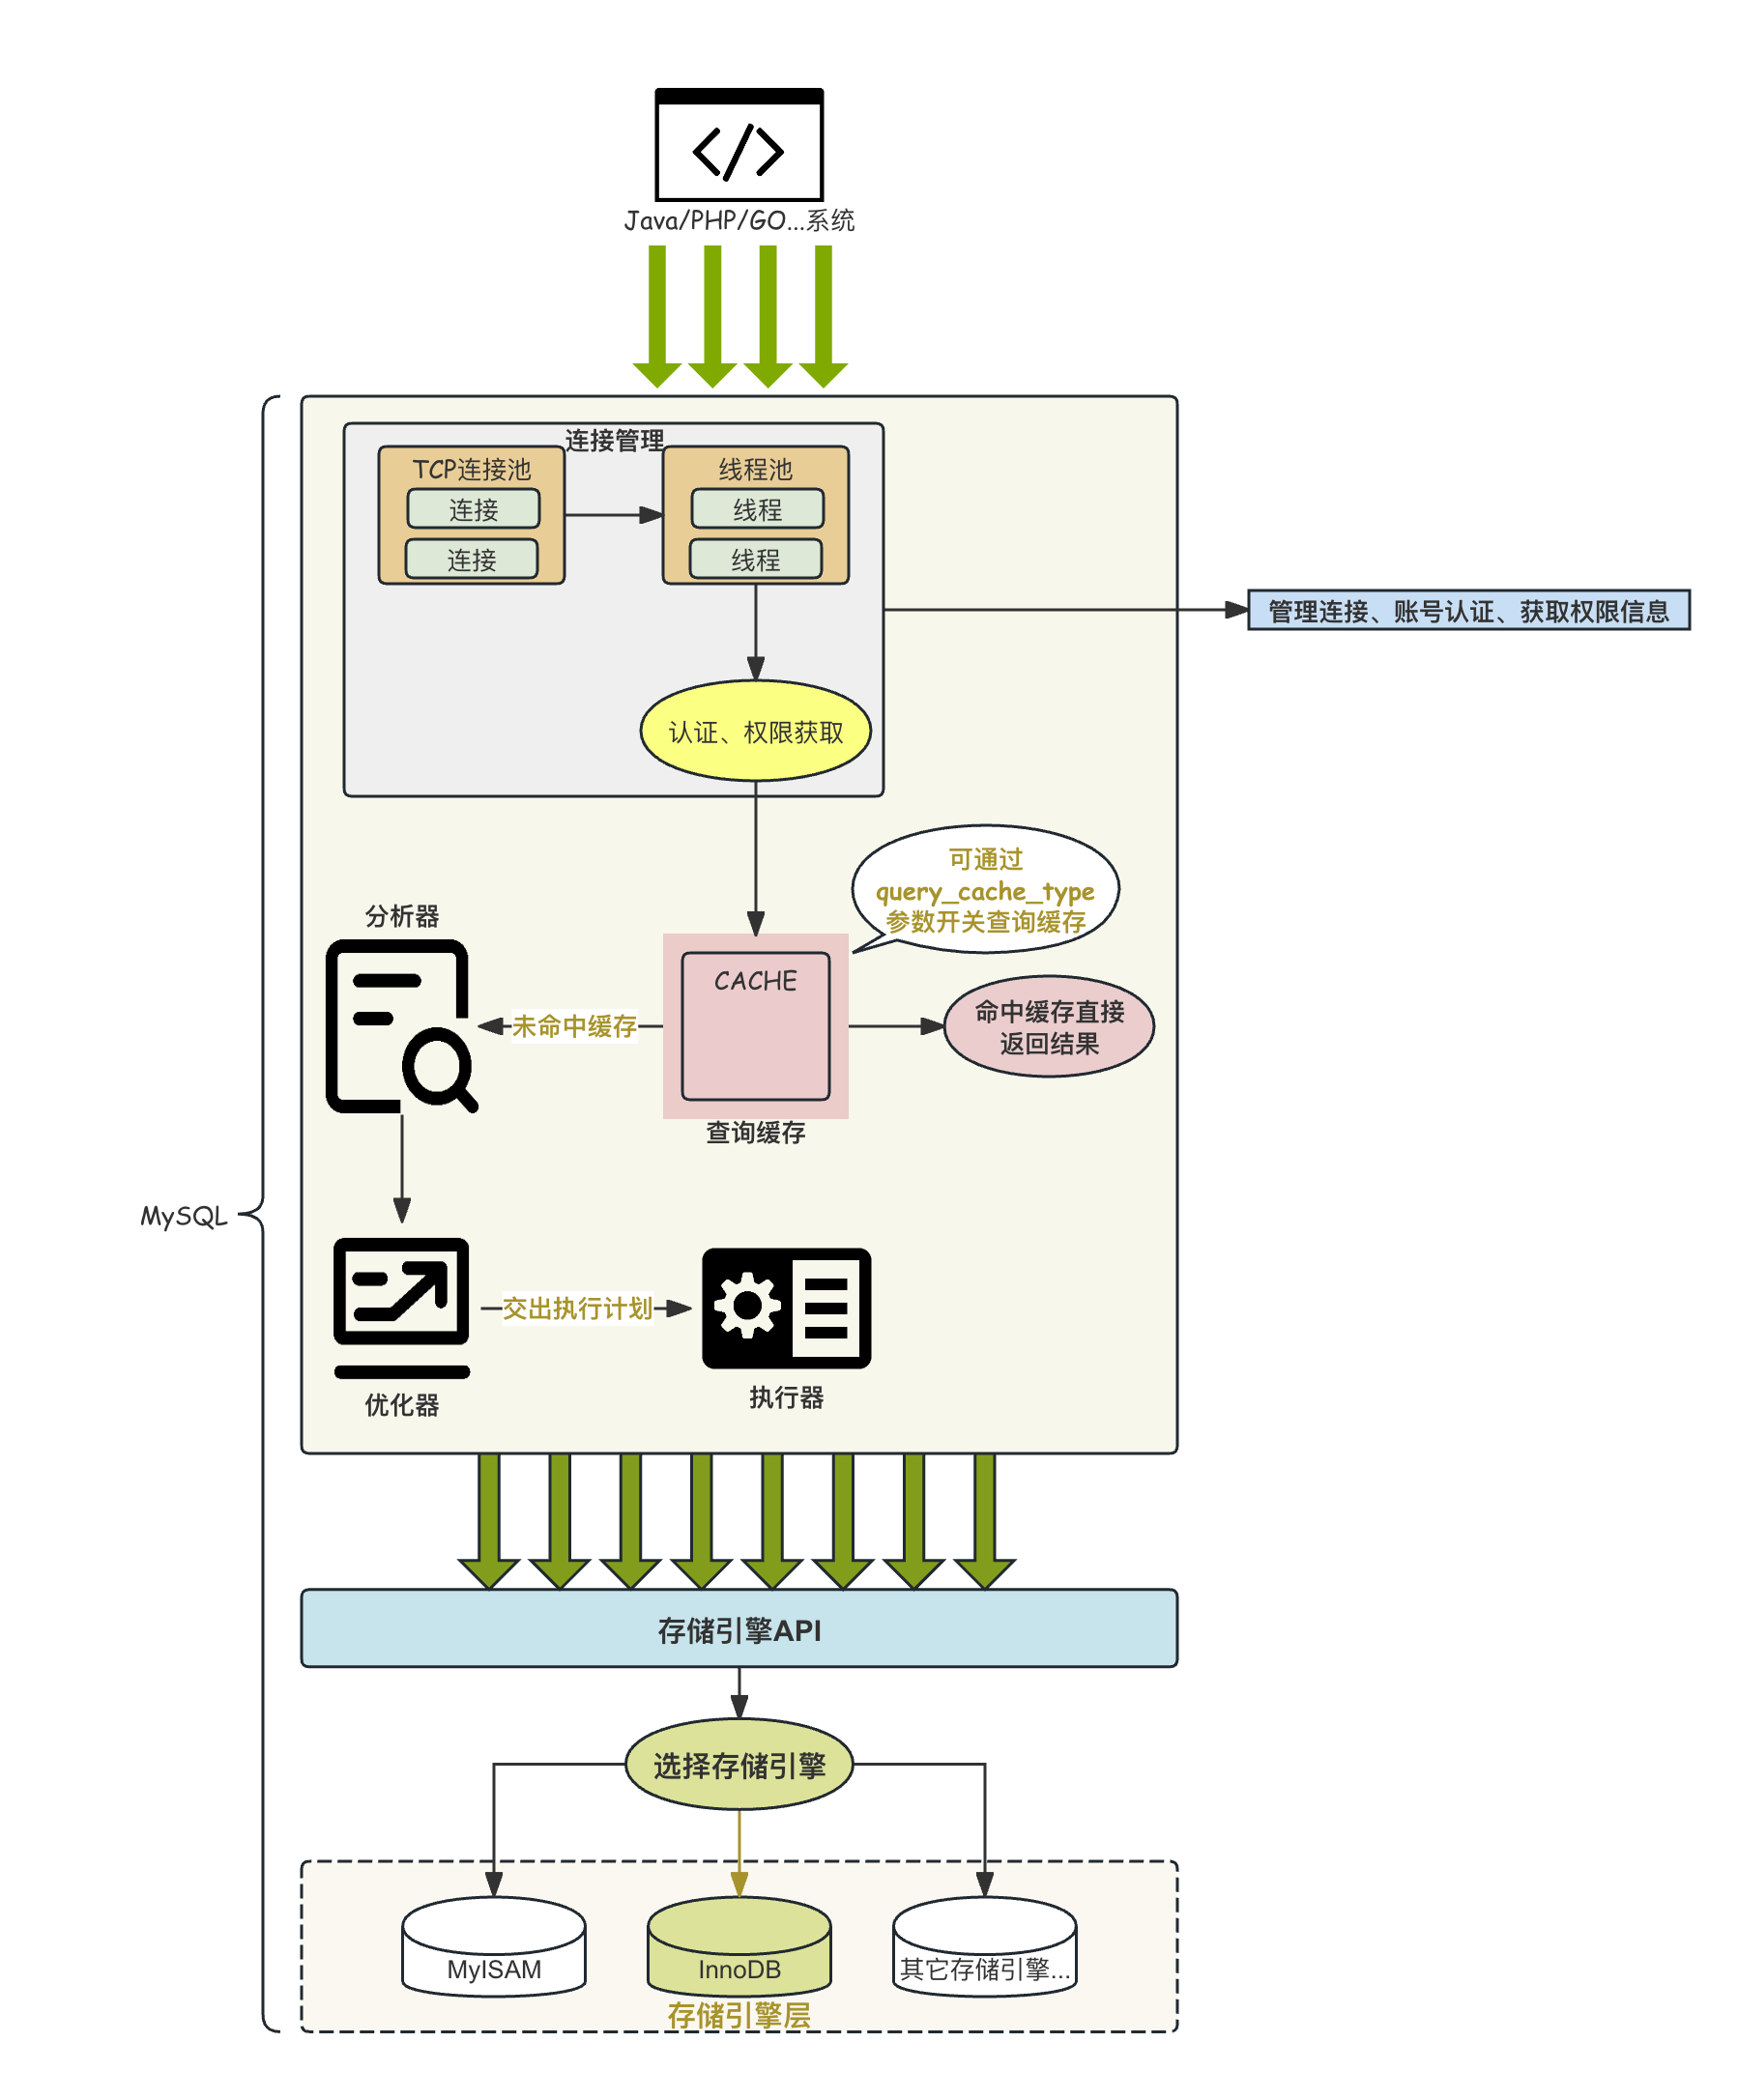 Java/PHP/GO...系统
连接管理
TCP连接池
连接
连接
线程池
线程
线程
管理连接、账号认证、获取权限信息
认证、权限获取
可通过
query_cache_type
参数开关查询缓存
分析器
CACHE
未命中缓存
命中缓存直接
返回结果
查询缓存
MySQL
交出执行计划
优化器
执行器
存储引擎API
选择存储引擎
MyISAM
InnoDB
其它存储引擎...
存储引擎层